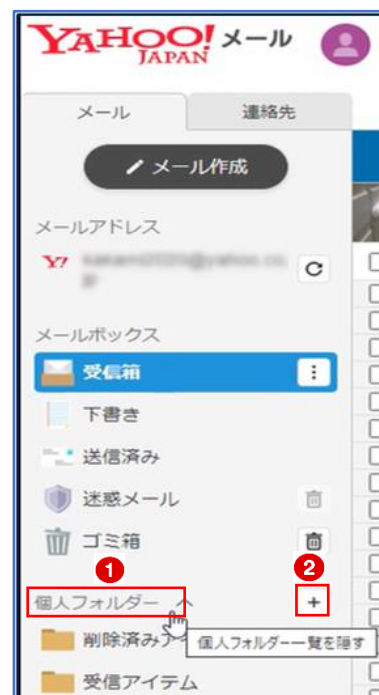 YAHOO! メール
JAPAN
メール 連絡先
メール作成
メールアドレス
Y!
メールボックス
受信箱
下書き
送信済み
迷惑メール
ゴミ箱
1 2
個人フォルダー
削除済みア
個人フォルダー一覧を隠す
受信アイテム